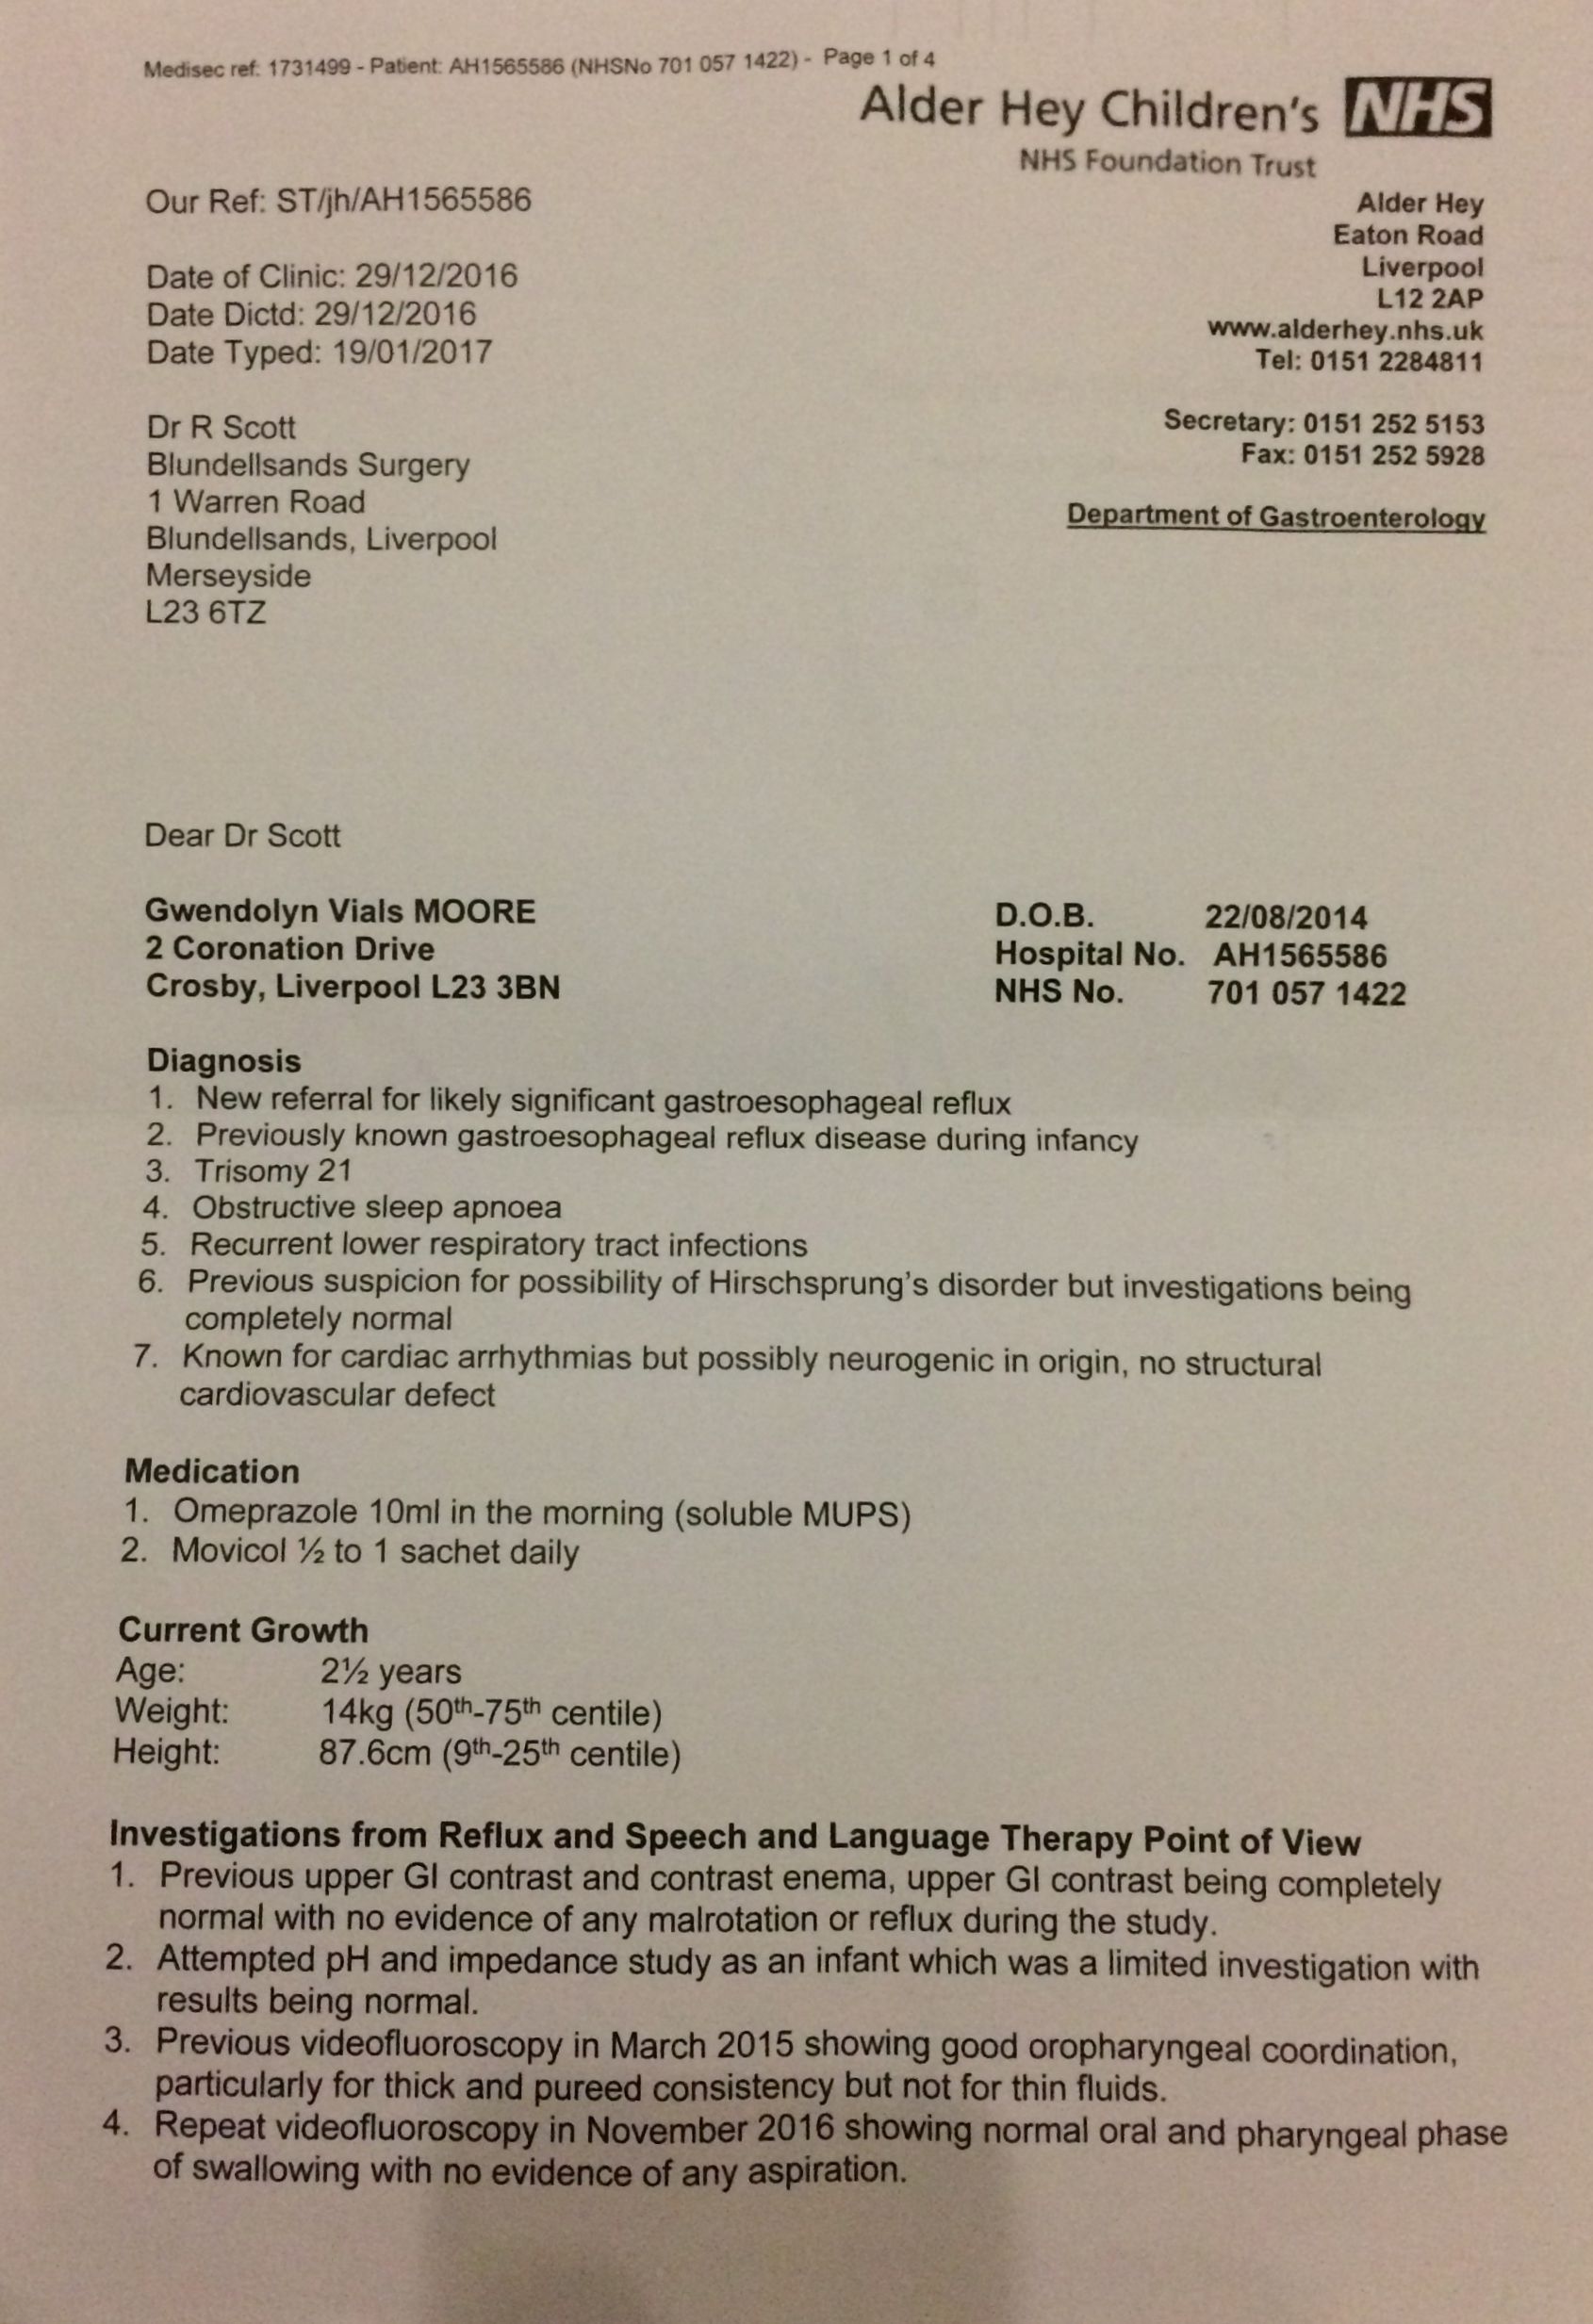 Medisec ref: 1731499 - Patient: AH1565586 (NHSNo 701 057 1422) - Page 1 of 4
Alder Hey Children's NHS
NHS Foundation Trust
Our Ref: ST/jh/AH1565586
Date of Clinic: 29/12/2016
Date Dictd: 29/12/2016
Date Typed: 19/01/2017
Dr R Scott
Blundellsands Surgery
1 Warren Road
Blundellsands, Liverpool
Merseyside
L23 6TZ
Alder Hey
Eaton Road
Liverpool
L12 2AP
www.alderhey.nhs.uk
Tel: 0151 2284811
Secretary: 0151 252 5153
Fax: 0151 252 5928
Department of Gastroenterology
Dear Dr Scott
Gwendolyn Vials MOORE
2 Coronation Drive
Crosby, Liverpool L23 3BN
D.O.B. 22/08/2014
Hospital No. AH1565586
NHS No. 701 057 1422
Diagnosis
1. New referral for likely significant gastroesophageal reflux
2. Previously known gastroesophageal reflux disease during infancy
3. Trisomy 21
4. Obstructive sleep apnoea
5. Recurrent lower respiratory tract infections
6. Previous suspicion for possibility of Hirschsprung's disorder but investigations being
completely normal
7. Known for cardiac arrhythmias but possibly neurogenic in origin, no structural
cardiovascular defect
Medication
1. Omeprazole 10ml in the morning (soluble MUPS)
2. Movicol ½ to 1 sachet daily
Current Growth
Age: 2½ years
Weight: 14kg (50th-75th centile)
Height: 87.6cm (9th-25th centile)
Investigations from Reflux and Speech and Language Therapy Point of View
1. Previous upper GI contrast and contrast enema, upper GI contrast being completely
normal with no evidence of any malrotation or reflux during the study.
2. Attempted pH and impedance study as an infant which was a limited investigation with
results being normal.
3. Previous videofluoroscopy in March 2015 showing good oropharyngeal coordination,
particularly for thick and pureed consistency but not for thin fluids.
4. Repeat videofluoroscopy in November 2016 showing normal oral and pharyngeal phase
of swallowing with no evidence of any aspiration.